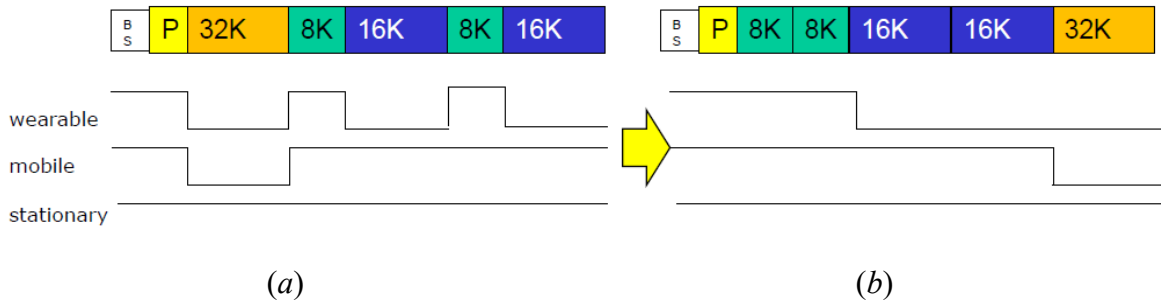 B S P 32K 8K 16K 8K 16K
B S P 8K 8K 16K 16K 32K
wearable
mobile
stationary
(a)
(b)